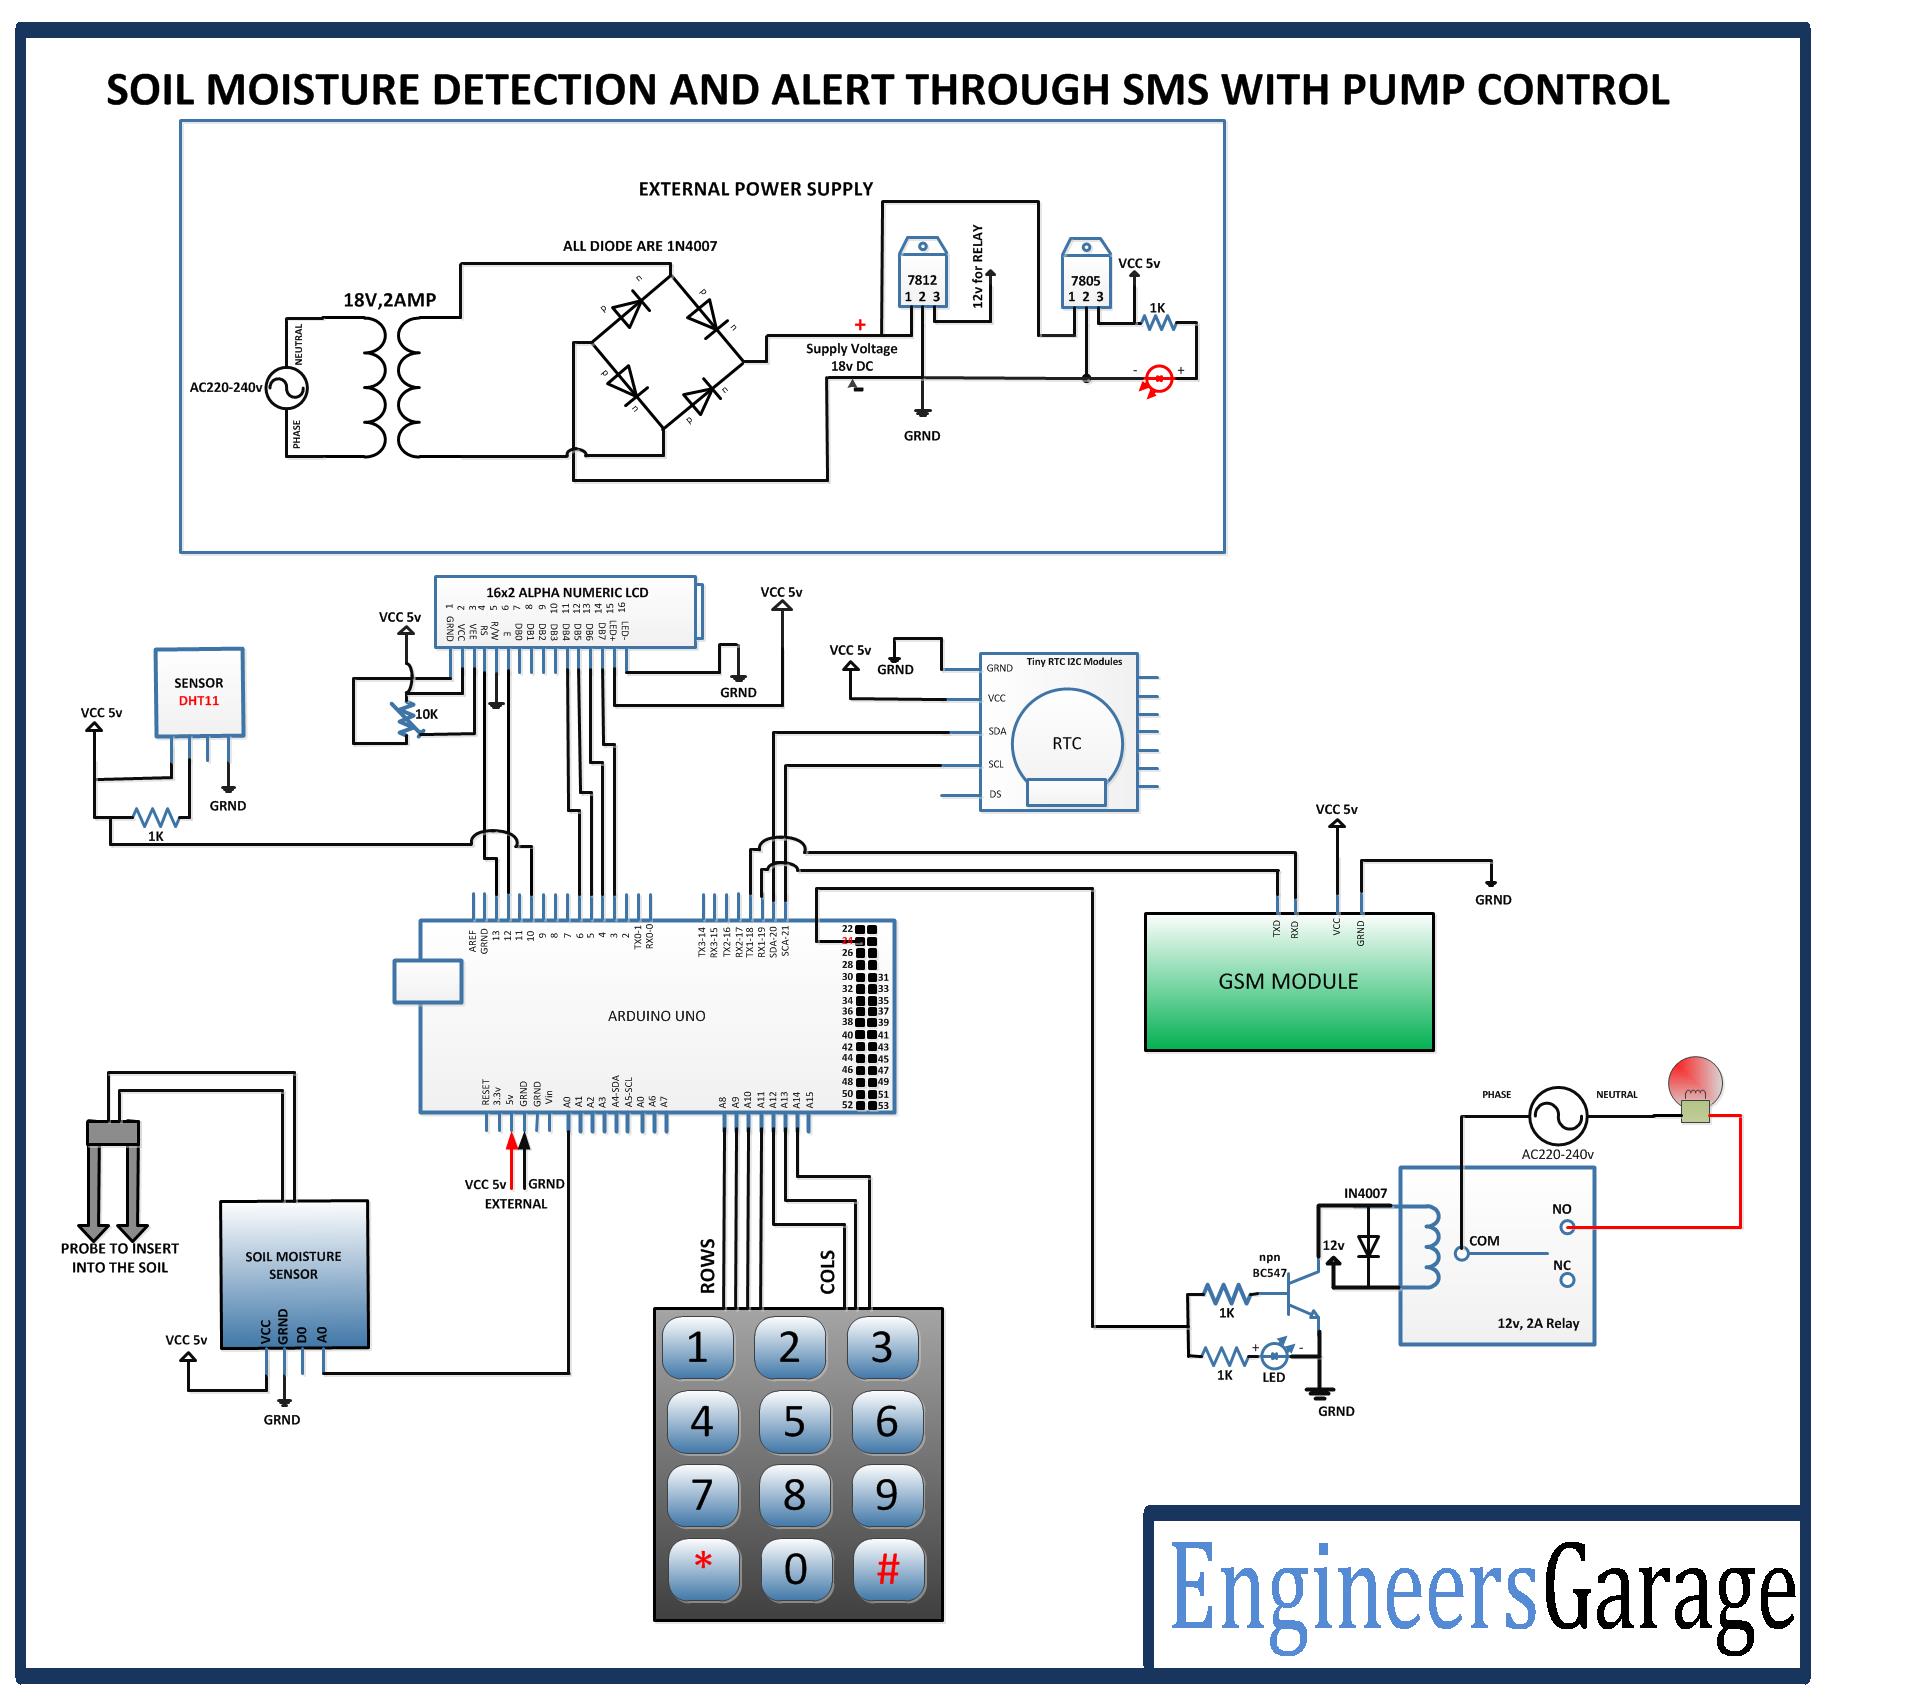 SOIL MOISTURE DETECTION AND ALERT THROUGH SMS WITH PUMP CONTROL
EXTERNAL POWER SUPPLY
ALL DIODE ARE 1N4007
18V,2AMP
NEUTRAL
AC220-240v
PHASE
n
p
p
n
p
n
n
p
+
Supply Voltage
18v DC
-
7812
1 2 3
12v for RELAY
GRND
7805
1 2 3
VCC 5v
1K
- +
16x2 ALPHA NUMERIC LCD
1 2 3 4 5 6 7 8 9 10 11 12 13 14 15 16
GRND VCC VEE RS R/W E DB0 DB1 DB2 DB3 DB4 DB5 DB6 DB7 LED+ LED-
VCC 5v
10K
VCC 5v
GRND
SENSOR
DHT11
VCC 5v
GRND
1K
VCC 5v
GRND
Tiny RTC I2C Modules
GRND
VCC
SDA
SCL
DS
RTC
VCC 5v
GRND
TXD RXD VCC GRND
GSM MODULE
AREF GRND 13 12 11 10 9 8 7 6 5 4 3 2 TX0-1 RX0-0
TX3-14 RX3-15 TX2-16 RX2-17 TX1-18 RX1-19 SDA-20 SCA-21
22
24
26
28
30 31
32 33
34 35
36 37
38 39
40 41
42 43
44 45
46 47
48 49
50 51
52 53
ARDUINO UNO
RESET 3.3v 5v GRND GRND Vin A0 A1 A2 A3 A4-SDA A5-SCL A0 A6 A7
A8 A9 A10 A11 A12 A13 A14 A15
VCC 5v GRND
EXTERNAL
PROBE TO INSERT
INTO THE SOIL
SOIL MOISTURE
SENSOR
VCC GRND D0 A0
VCC 5v
GRND
ROWS
COLS
1 2 3
4 5 6
7 8 9
* 0 #
PHASE
NEUTRAL
AC220-240v
IN4007
NO
COM
NC
12v, 2A Relay
12v
npn
BC547
1K
1K
+ -
LED
GRND
EngineersGarage